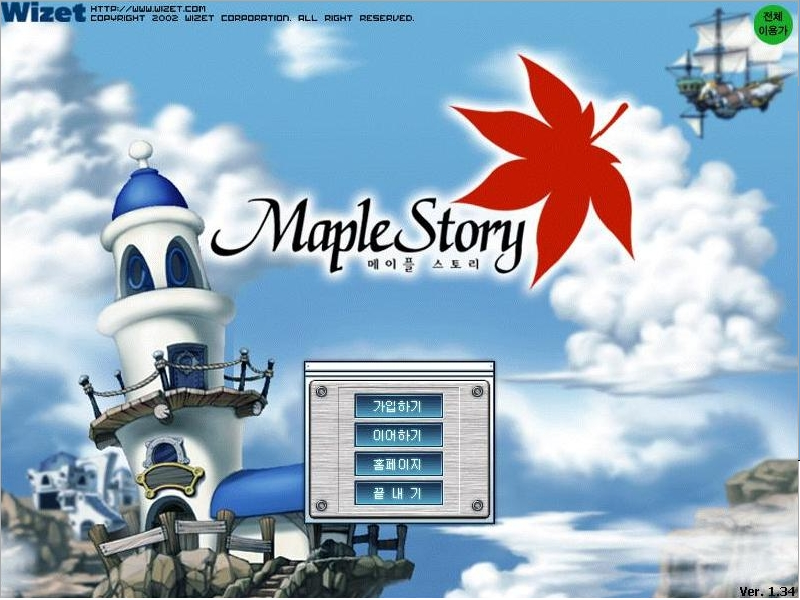 Wizet
HTTP://WWW.WIZET.COM
COPYRIGHT 2002 WIZET CORPORATION. ALL RIGHT RESERVED.
전체
이용가
MapleStory
메이플 스토리
가입하기
이어하기
홈페이지
끝 내 기
Ver. 1.34